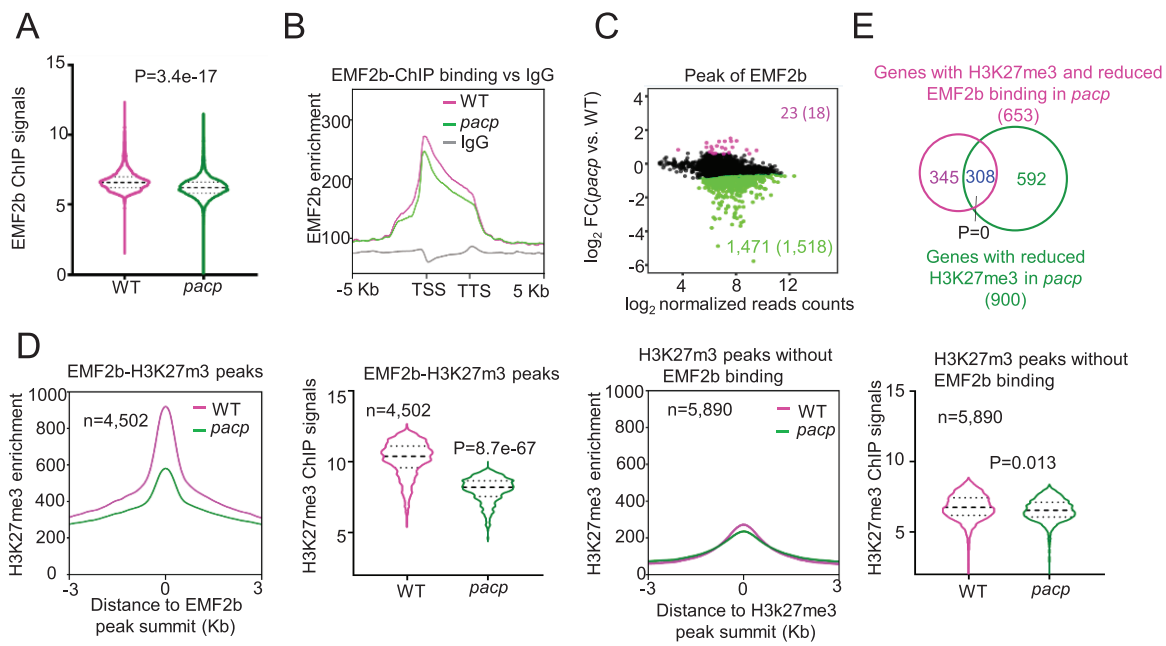 A
EMF2b ChIP signals
15
10
5
0
P=3.4e-17
WT
pacp
B
EMF2b-ChIP binding vs IgG
EMF2b enrichment
300
200
100
WT
pacp
IgG
-5 Kb
TSS
TTS
5 Kb
C
Peak of EMF2b
log2 FC(pacp vs. WT)
4
2
0
-2
-4
-6
23 (18)
1,471 (1,518)
4
8
12
log2 normalized reads counts
E
Genes with H3K27me3 and reduced
EMF2b binding in pacp
(653)
345
308
592
P=0
Genes with reduced
H3K27me3 in pacp
(900)
D
EMF2b-H3K27m3 peaks
H3K27me3 enrichment
1000
800
600
400
200
0
n=4,502
WT
pacp
-3
0
3
Distance to EMF2b
peak summit (Kb)
EMF2b-H3K27m3 peaks
H3K27me3 ChIP signals
15
10
5
n=4,502
P=8.7e-67
WT
pacp
H3K27m3 peaks without
EMF2b binding
H3K27me3 enrichment
1000
800
600
400
200
0
n=5,890
WT
pacp
-3
0
3
Distance to H3k27me3
peak summit (Kb)
H3K27m3 peaks without
EMF2b binding
H3K27me3 ChIP signals
15
10
5
n=5,890
P=0.013
WT
pacp